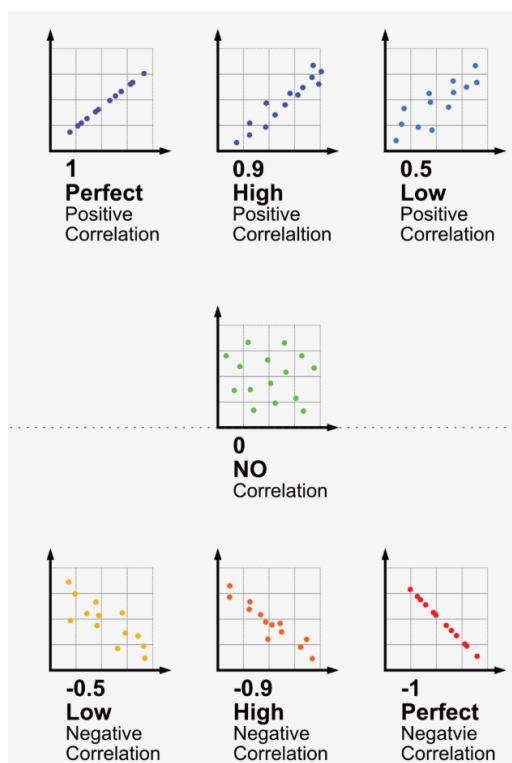 1
Perfect
Positive
Correlation
0.9
High
Positive
Correlaltion
0.5
Low
Positive
Correlation
0
NO
Correlation
-0.5
Low
Negative
Correlation
-0.9
High
Negative
Correlation
-1
Perfect
Negatvie
Correlation